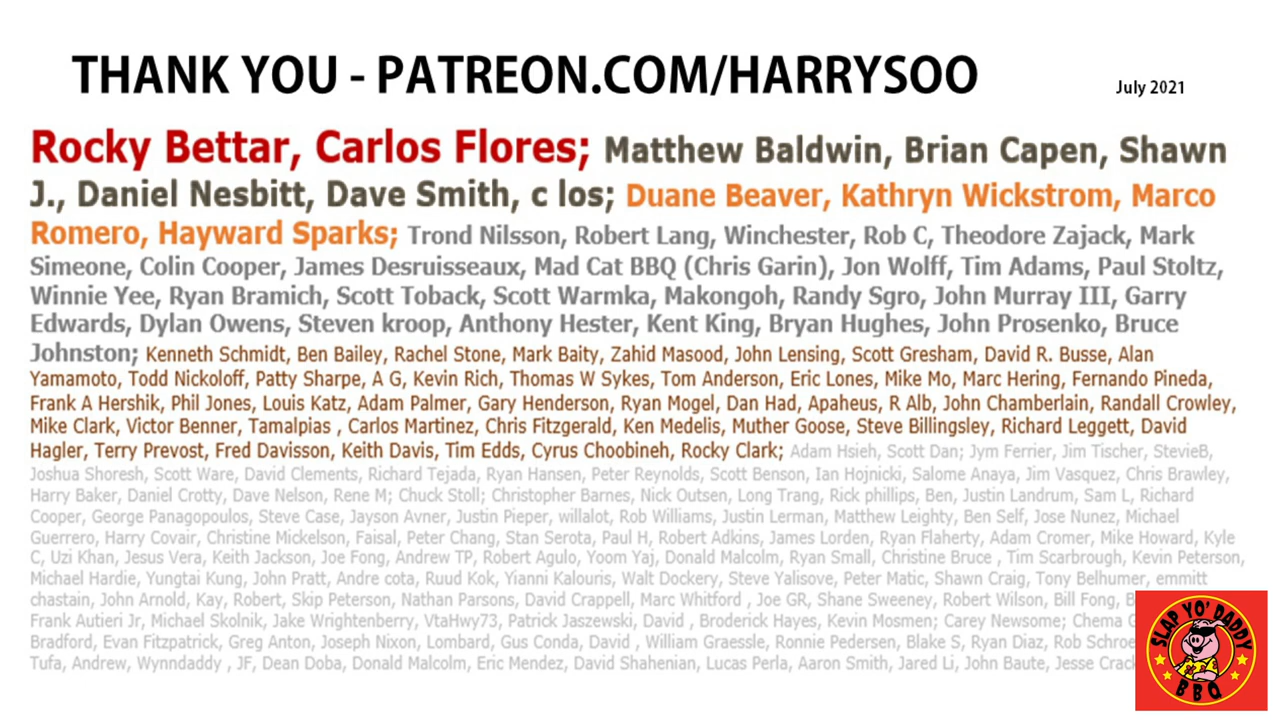 THANK YOU - PATREON.COM/HARRYSOO
July 2021
Rocky Bettar, Carlos Flores; Matthew Baldwin, Brian Capen, Shawn
J., Daniel Nesbitt, Dave Smith, c los; Duane Beaver, Kathryn Wickstrom, Marco
Romero, Hayward Sparks; Trond Nilsson, Robert Lang, Winchester, Rob C, Theodore Zajack, Mark
Simeone, Colin Cooper, James Desruisseaux, Mad Cat BBQ (Chris Garin), Jon Wolff, Tim Adams, Paul Stoltz,
Winnie Yee, Ryan Bramich, Scott Toback, Scott Warmka, Makongoh, Randy Sgro, John Murray III, Garry
Edwards, Dylan Owens, Steven kroop, Anthony Hester, Kent King, Bryan Hughes, John Prosenko, Bruce
Johnston; Kenneth Schmidt, Ben Bailey, Rachel Stone, Mark Baity, Zahid Masood, John Lensing, Scott Gresham, David R. Busse, Alan
Yamamoto, Todd Nickoloff, Patty Sharpe, A G, Kevin Rich, Thomas W Sykes, Tom Anderson, Eric Lones, Mike Mo, Marc Hering, Fernando Pineda,
Frank A Hershik, Phil Jones, Louis Katz, Adam Palmer, Gary Henderson, Ryan Mogel, Dan Had, Apaheus, R Alb, John Chamberlain, Randall Crowley,
Mike Clark, Victor Benner, Tamalpias , Carlos Martinez, Chris Fitzgerald, Ken Medelis, Muther Goose, Steve Billingsley, Richard Leggett, David
Hagler, Terry Prevost, Fred Davisson, Keith Davis, Tim Edds, Cyrus Choobineh, Rocky Clark; Adam Hsieh, Scott Dan; Jym Ferrier, Jim Tischer, StevieB,
Joshua Shoresh, Scott Ware, David Clements, Richard Tejada, Ryan Hansen, Peter Reynolds, Scott Benson, Ian Hojnicki, Salome Anaya, Jim Vasquez, Chris Brawley,
Harry Baker, Daniel Crotty, Dave Nelson, Rene M; Chuck Stoll; Christopher Barnes, Nick Outsen, Long Trang, Rick phillips, Ben, Justin Landrum, Sam L, Richard
Cooper, George Panagopoulos, Steve Case, Jayson Avner, Justin Pieper, willalot, Rob Williams, Justin Lerman, Matthew Leighty, Ben Self, Jose Nunez, Michael
Guerrero, Harry Covair, Christine Mickelson, Faisal, Peter Chang, Stan Serota, Paul H, Robert Adkins, James Lorden, Ryan Flaherty, Adam Cromer, Mike Howard, Kyle
C, Uzi Khan, Jesus Vera, Keith Jackson, Joe Fong, Andrew TP, Robert Agulo, Yoom Yaj, Donald Malcolm, Ryan Small, Christine Bruce , Tim Scarbrough, Kevin Peterson,
Michael Hardie, Yungtai Kung, John Pratt, Andre cota, Ruud Kok, Yianni Kalouris, Walt Dockery, Steve Yalisove, Peter Matic, Shawn Craig, Tony Belhumer, emmitt
chastain, John Arnold, Kay, Robert, Skip Peterson, Nathan Parsons, David Crappell, Marc Whitford , Joe GR, Shane Sweeney, Robert Wilson, Bill Fong,
Frank Autieri Jr, Michael Skolnik, Jake Wrightenberry, VtaHw73, Patrick Jaszewski, David , Broderick Hayes, Kevin Mosmen; Carey Newsome; Chema
Bradford, Evan Fitzpatrick, Greg Anton, Joseph Nixon, Lombardo, Gus Conda, David , William Graessle, Ronnie Pedersen, Blake S, Ryan Diaz, Rob
Tufa, Andrew, Wynndaddy , JF, Dean Doba, Donald Malcolm, Eric Mendez, David Shahenian, Lucas Perla, Aaron Smith, Jared Li, John Baute, Jesse
SLAP YO' DADDY
BBQ